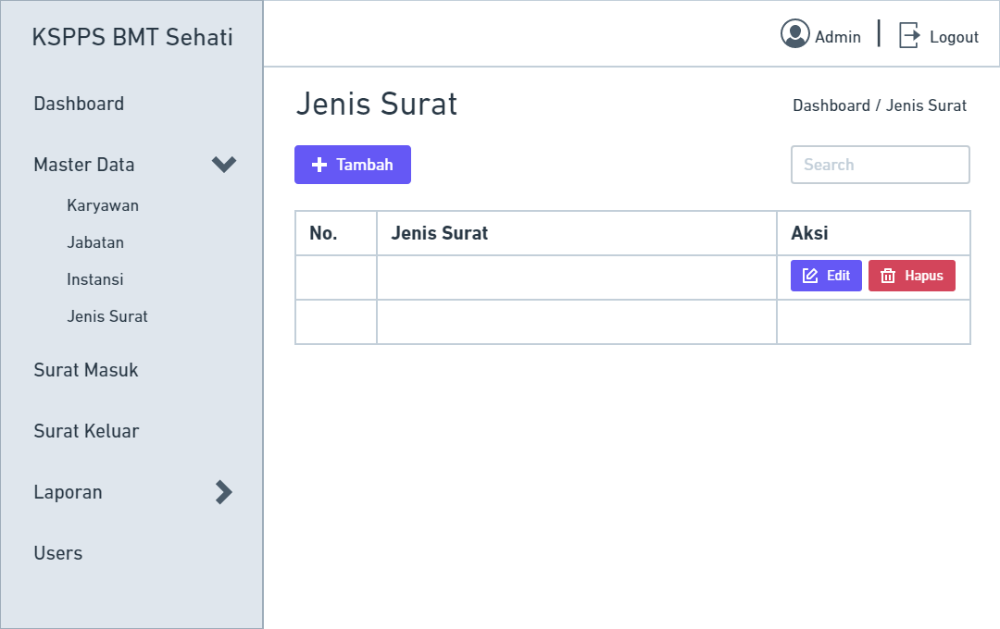 KSPPS BMT Sehati
Admin
Logout
Dashboard
Master Data
Karyawan
Jabatan
Instansi
Jenis Surat
Surat Masuk
Surat Keluar
Laporan
Users
Jenis Surat
Dashboard / Jenis Surat
Tambah
Search
No. Jenis Surat Aksi
Edit Hapus